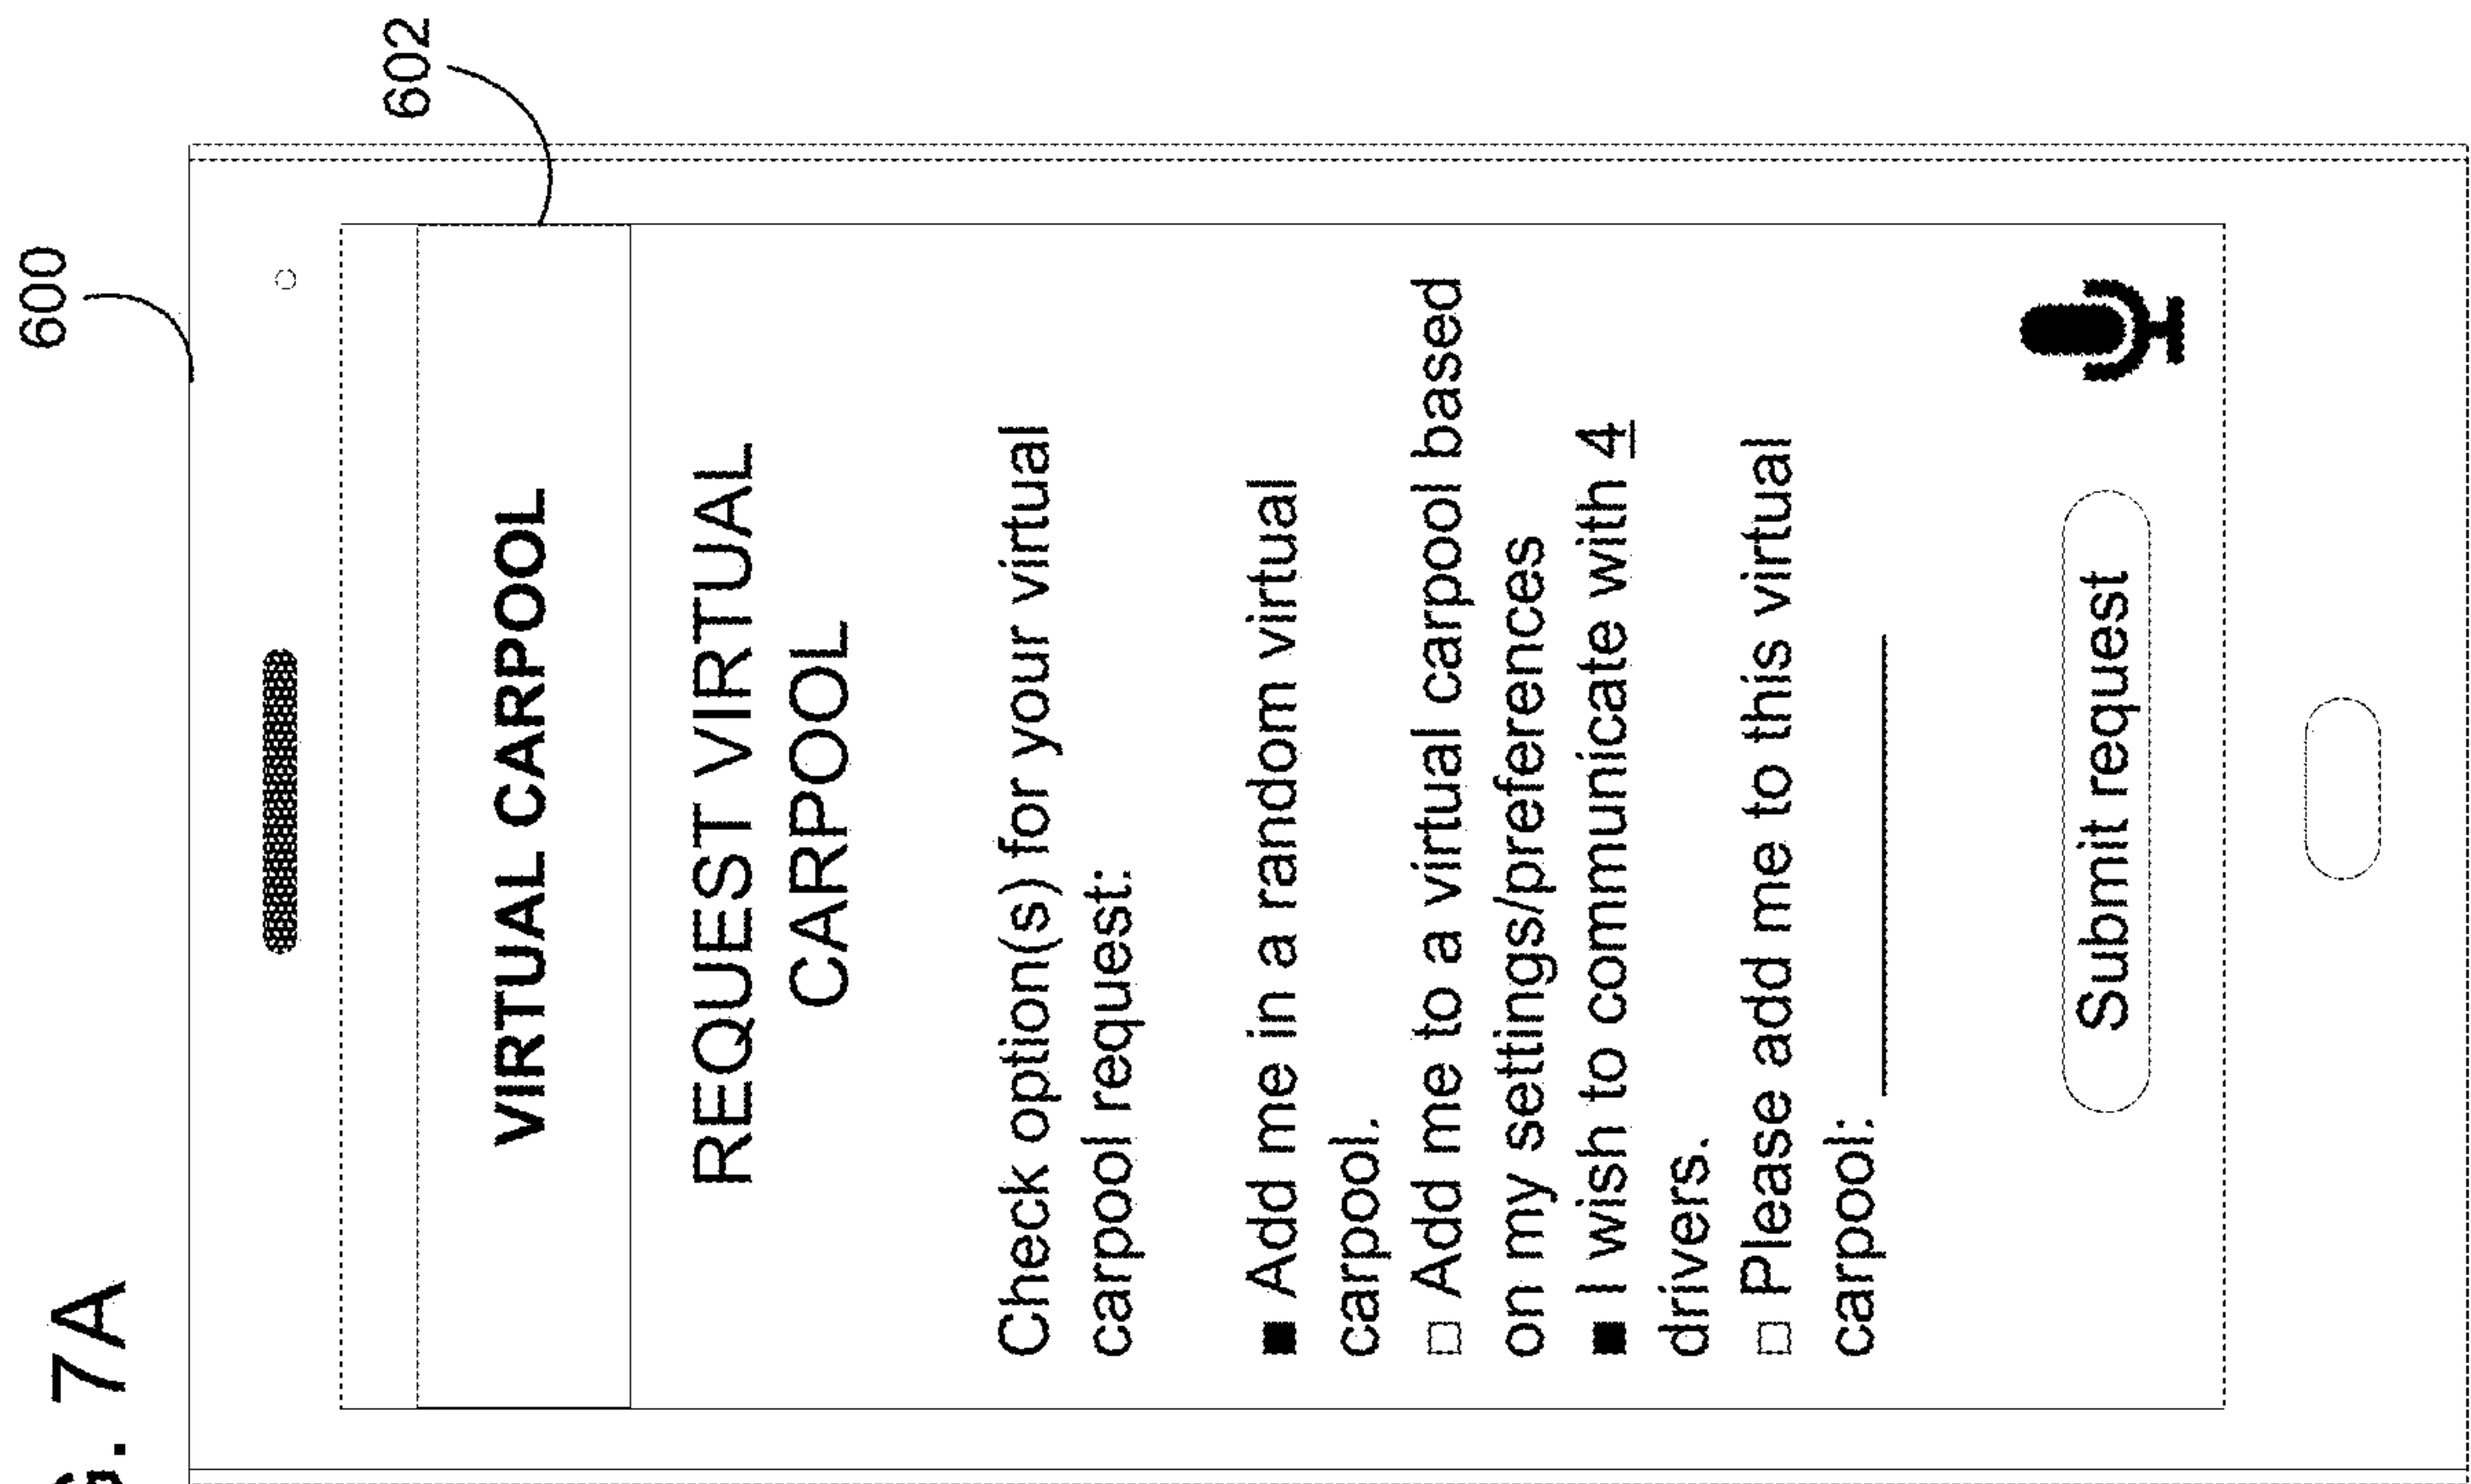 G. 7A
600
602
VIRTUAL CARPOOL
REQUEST VIRTUAL
CARPOOL
Check option(s) for your virtual
carpool request:
■ Add me in a random virtual
carpool.
□ Add me to a virtual carpool based
on my settings/preferences
■ I wish to communicate with 4
drivers.
□ Please add me to this virtual
carpool: ____________
Submit request